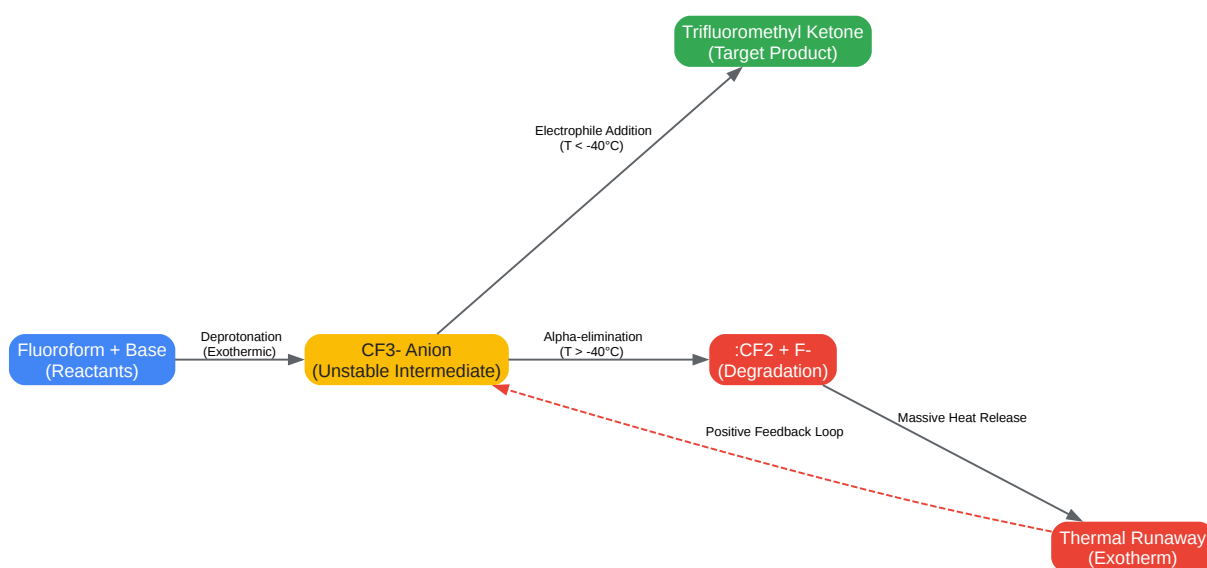 Trifluoromethyl Ketone
(Target Product)
Electrophile Addition
(T < -40°C)
Fluoroform + Base
(Reactants)
Deprotonation
(Exothermic)
CF3- Anion
(Unstable Intermediate)
Alpha-elimination
(T > -40°C)
:CF2 + F-
(Degradation)
Massive Heat Release
Positive Feedback Loop
Thermal Runaway
(Exotherm)